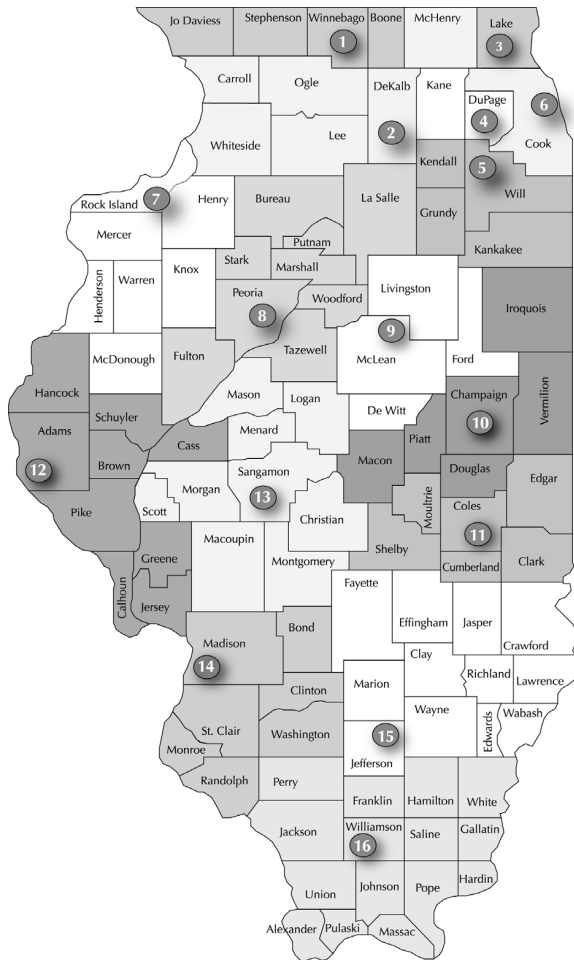 Jo Daviess
Stephenson
Winnebago
Boone
McHenry
Lake
1
3
Carroll
Ogle
DeKalb
Kane
DuPage
6
4
Whiteside
Lee
2
Cook
Kendall
5
Rock Island
7
Henry
Bureau
La Salle
Will
Grundy
Mercer
Putnam
Kankakee
Henderson
Warren
Knox
Stark
Marshall
Peoria
Woodford
Livingston
Iroquois
8
9
McDonough
Fulton
Tazewell
McLean
Ford
Hancock
Mason
Logan
Champaign
Vermilion
Schuyler
De Witt
Adams
Menard
10
Cass
Piatt
12
Brown
Sangamon
Macon
Douglas
Edgar
Pike
Scott
Morgan
13
Christian
Moultrie
Coles
11
Macoupin
Greene
Montgomery
Shelby
Cumberland
Clark
Calhoun
Jersey
Fayette
Effingham
Jasper
Crawford
Madison
Bond
Clay
14
Clinton
Marion
Richland
Lawrence
Wayne
Edwards
Wabash
St. Clair
Washington
15
Monroe
Jefferson
Randolph
Perry
Franklin
Hamilton
White
Jackson
Williamson
Saline
Gallatin
16
Union
Johnson
Pope
Hardin
Alexander
Pulaski
Massac